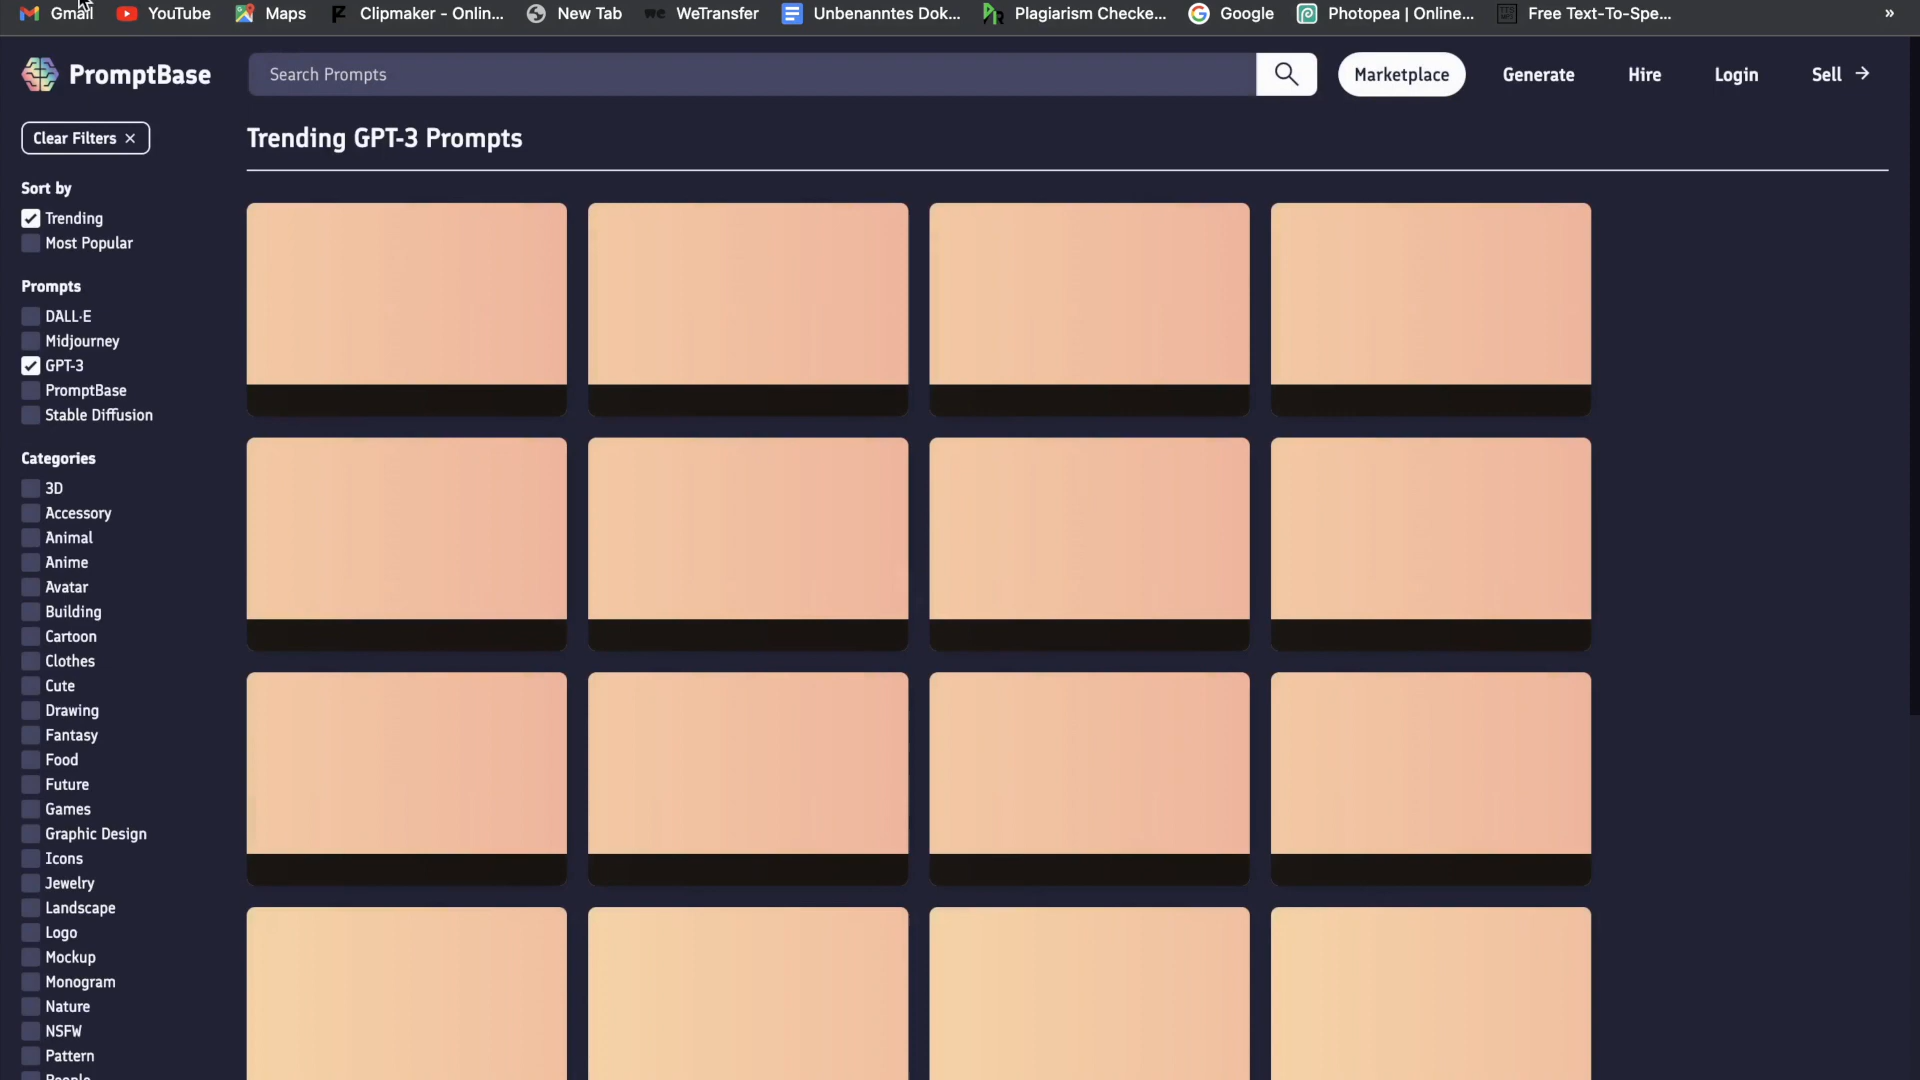 Gmail YouTube Maps Clipmaker - Onlin... New Tab WeTransfer Unbenanntes Dok... Plagiarism Checke... Google Photopea | Online... Free Text-To-Spe... »
PromptBase Search Prompts Marketplace Generate Hire Login Sell →
Clear Filters ×
Trending GPT-3 Prompts
Sort by
Trending
Most Popular
Prompts
DALL·E
Midjourney
GPT-3
PromptBase
Stable Diffusion
Categories
3D
Accessory
Animal
Anime
Avatar
Building
Cartoon
Clothes
Cute
Drawing
Fantasy
Food
Future
Games
Graphic Design
Icons
Jewelry
Landscape
Logo
Mockup
Monogram
Nature
NSFW
Pattern
People